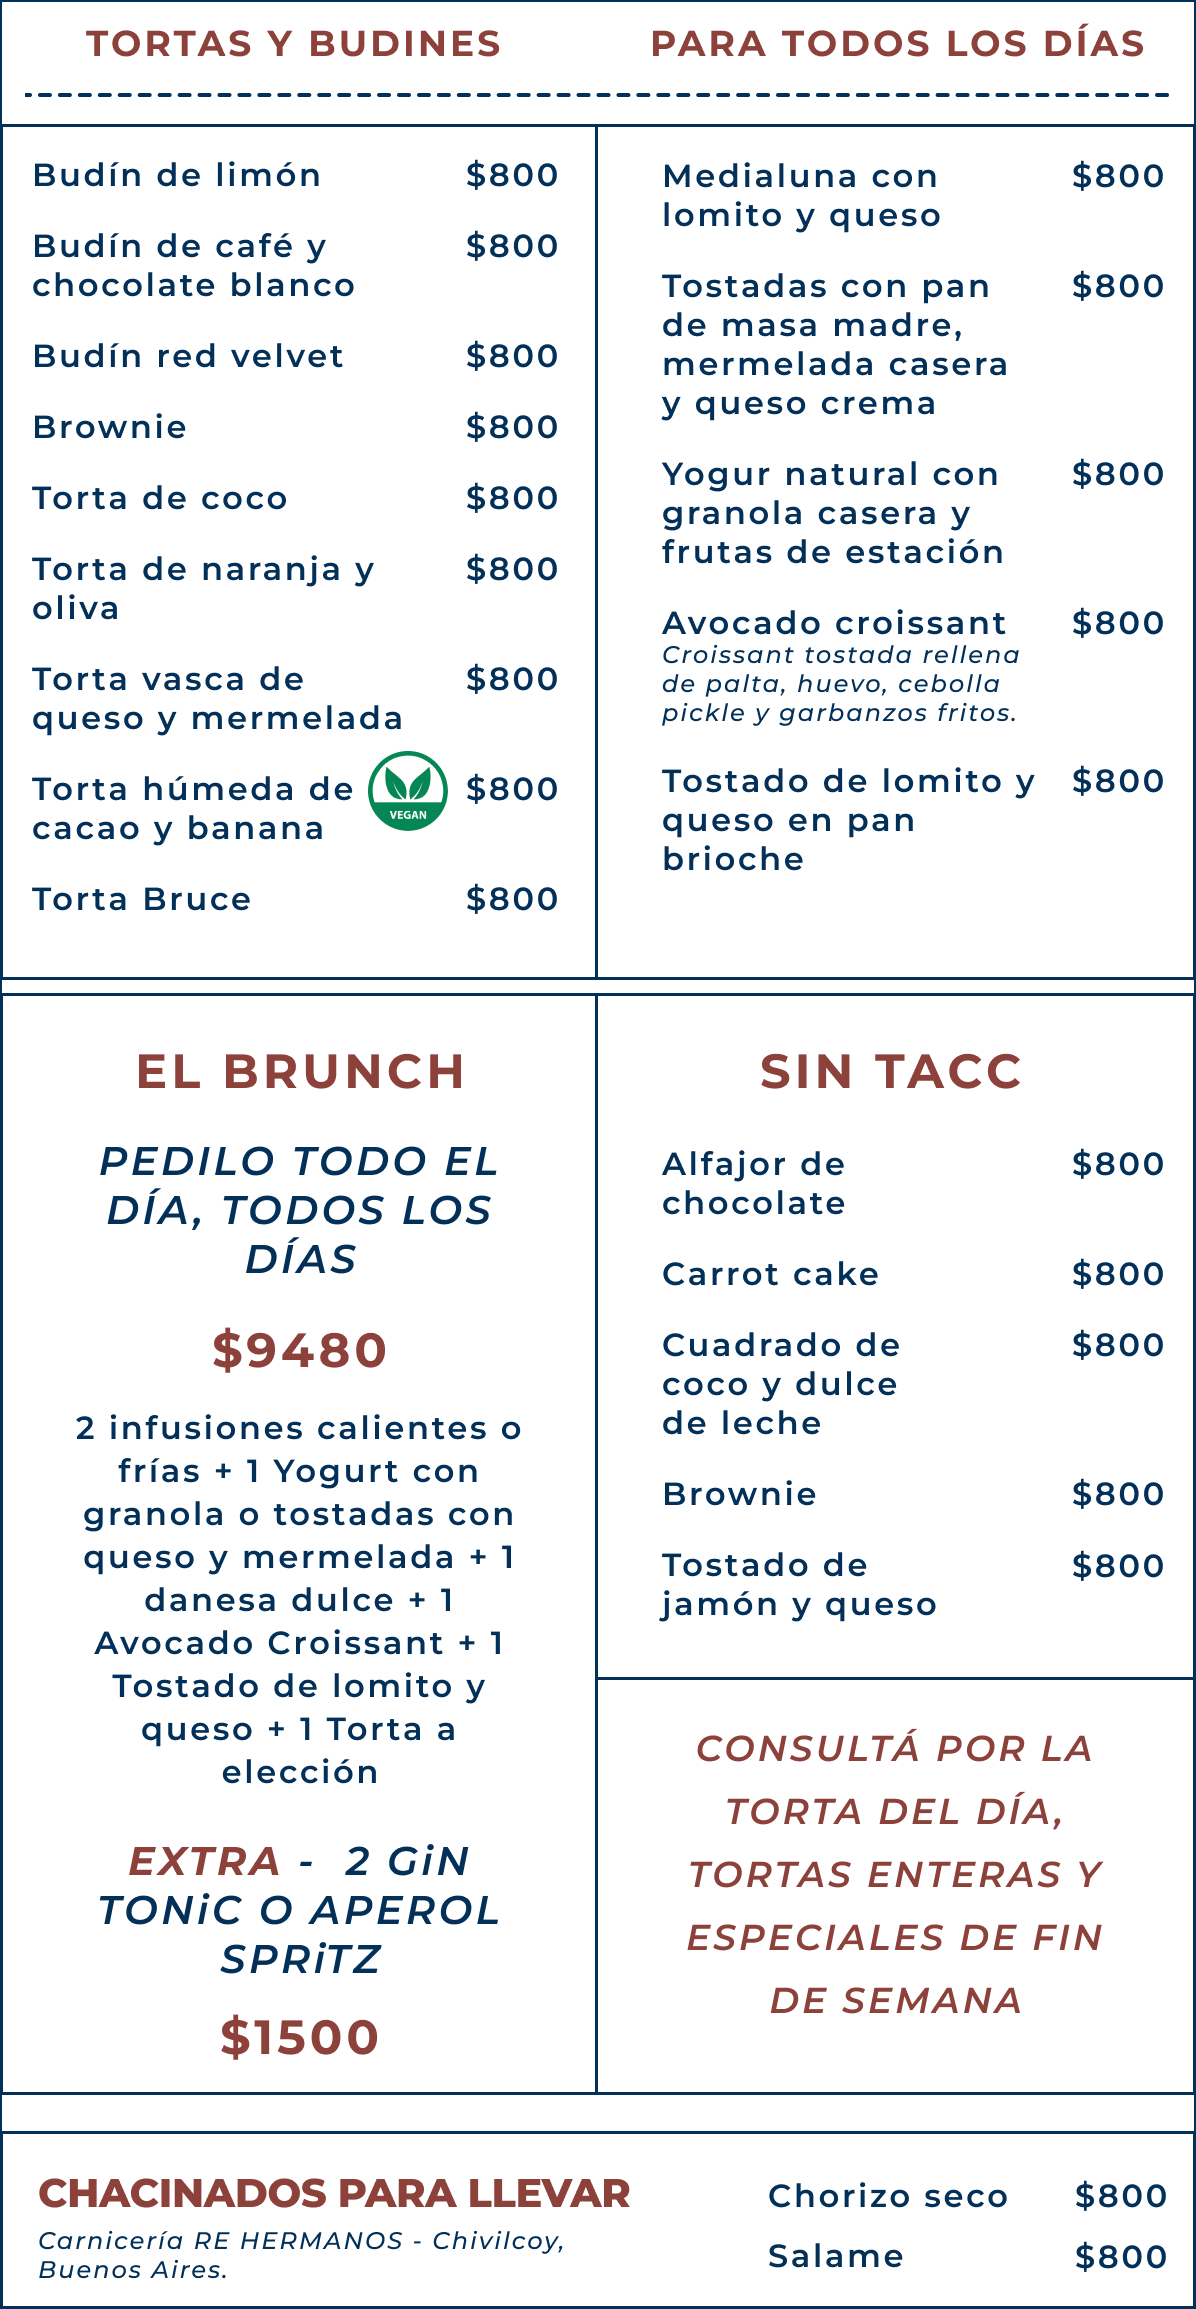 TORTAS Y BUDINES
Budín de limón $800
Budín de café y $800
chocolate blanco
Budín red velvet $800
Brownie $800
Torta de coco $800
Torta de naranja y $800
oliva
Torta vasca de $800
queso y mermelada
Torta húmeda de VEGAN $800
cacao y banana
Torta Bruce $800
PARA TODOS LOS DÍAS
Medialuna con $800
lomito y queso
Tostadas con pan $800
de masa madre,
mermelada casera
y queso crema
Yogur natural con $800
granola casera y
frutas de estación
Avocado croissant $800
Croissant tostada rellena
de palta, huevo, cebolla
pickle y garbanzos fritos.
Tostado de lomito y $800
queso en pan
brioche
EL BRUNCH
PEDILO TODO EL
DÍA, TODOS LOS
DÍAS
$9480
2 infusiones calientes o
frías + 1 Yogurt con
granola o tostadas con
queso y mermelada + 1
danesa dulce + 1
Avocado Croissant + 1
Tostado de lomito y
queso + 1 Torta a
elección
EXTRA - 2 GiN
TONiC O APEROL
SPRiTZ
$1500
SIN TACC
Alfajor de $800
chocolate
Carrot cake $800
Cuadrado de $800
coco y dulce
de leche
Brownie $800
Tostado de $800
jamón y queso
CONSULTÁ POR LA
TORTA DEL DÍA,
TORTAS ENTERAS Y
ESPECIALES DE FIN
DE SEMANA
CHACINADOS PARA LLEVAR
Carnicería RE HERMANOS - Chivilcoy,
Buenos Aires.
Chorizo seco $800
Salame $800